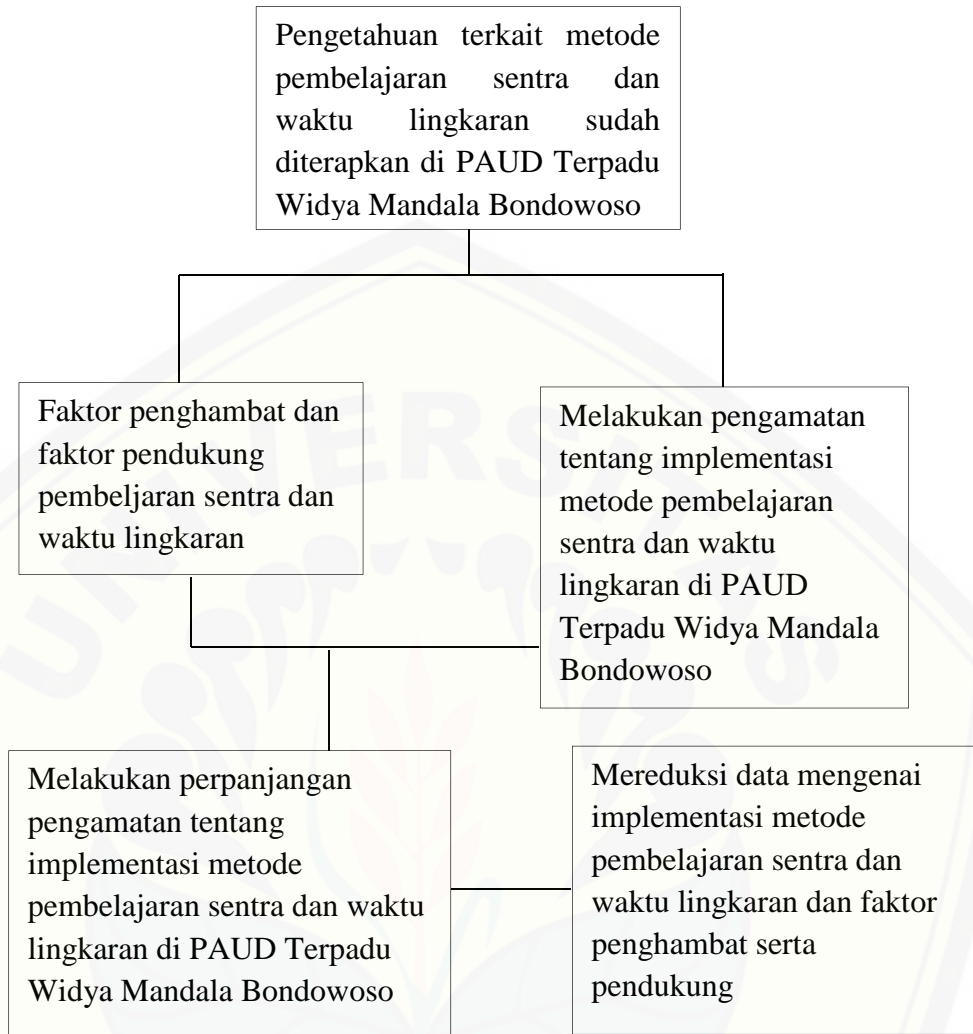 Pengetahuan terkait metode
pembelajaran sentra dan
waktu lingkaran sudah
diterapkan di PAUD Terpadu
Widya Mandala Bondowoso
Faktor penghambat dan
faktor pendukung
pembeljaran sentra dan
waktu lingkaran
Melakukan pengamatan
tentang implementasi
metode pembelajaran
sentra dan waktu
lingkaran di PAUD
Terpadu Widya Mandala
Bondowoso
Melakukan perpanjangan
pengamatan tentang
implementasi metode
pembelajaran sentra dan waktu
lingkaran di PAUD Terpadu
Widya Mandala Bondowoso
Mereduksi data mengenai
implementasi metode
pembelajaran sentra dan
waktu lingkaran dan faktor
penghambat serta
pendukung
UNIVERSITAS